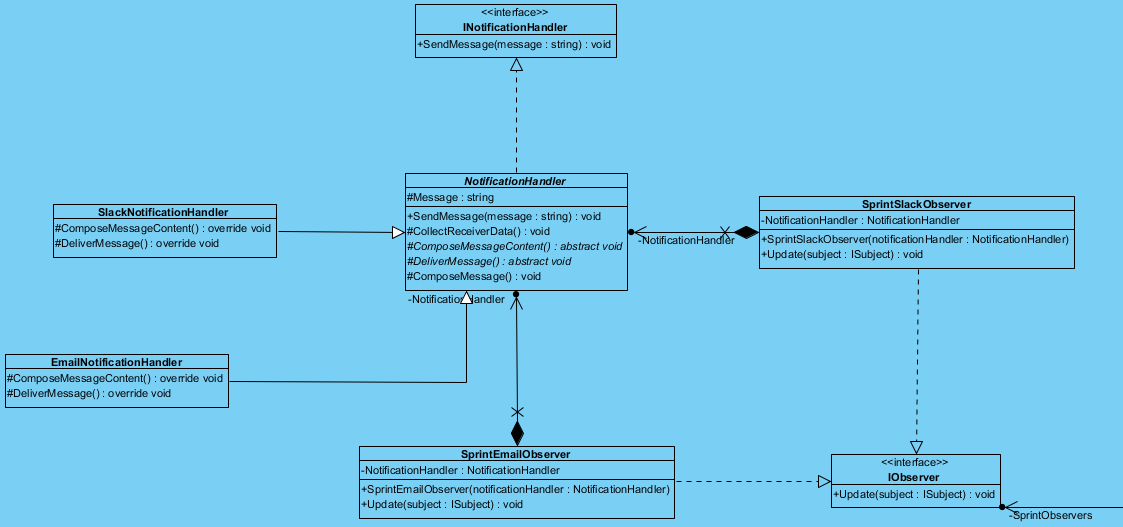 <<interface>>
INotificationHandler
+SendMessage(message : string) : void
NotificationHandler
#Message : string
+SendMessage(message : string) : void
#CollectReceiverData() : void
#ComposeMessageContent() : abstract void
#DeliverMessage() : abstract void
#ComposeMessage() : void
SlackNotificationHandler
#ComposeMessageContent() : override void
#DeliverMessage() : override void
SprintSlackObserver
-NotificationHandler : NotificationHandler
+SprintSlackObserver(notificationHandler : NotificationHandler)
+Update(subject : ISubject) : void
-NotificationHandler
-NotificationHandler
EmailNotificationHandler
#ComposeMessageContent() : override void
#DeliverMessage() : override void
SprintEmailObserver
-NotificationHandler : NotificationHandler
+SprintEmailObserver(notificationHandler : NotificationHandler)
+Update(subject : ISubject) : void
<<interface>>
IObserver
+Update(subject : ISubject) : void
-SprintObservers